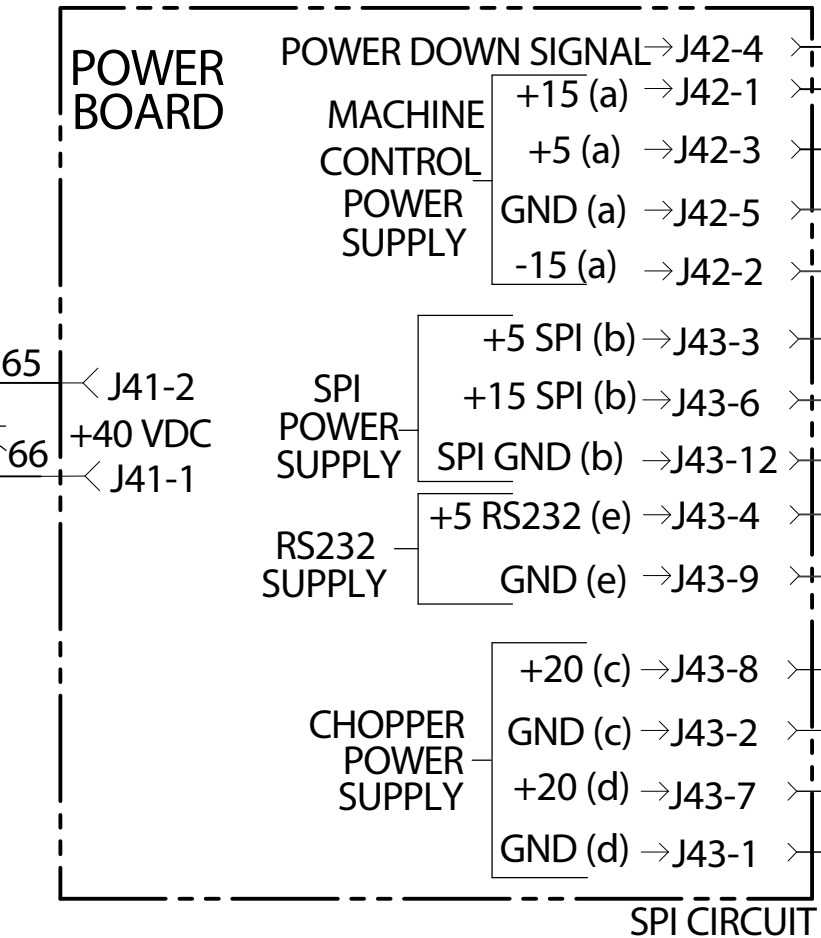 POWER DOWN SIGNAL→J42-4
POWER
BOARD
MACHINE
CONTROL
POWER
SUPPLY
+15 (a) →J42-1
+5 (a) →J42-3
GND (a) →J42-5
-15 (a) →J42-2
65
J41-2
+40 VDC
66
J41-1
SPI
POWER
SUPPLY
+5 SPI (b)→J43-3
+15 SPI (b)→J43-6
SPI GND (b) →J43-12
RS232
SUPPLY
+5 RS232 (e)→J43-4
GND (e) →J43-9
CHOPPER
POWER
SUPPLY
+20 (c)→J43-8
GND (c)→J43-2
+20 (d)→J43-7
GND (d)→J43-1
SPI CIRCUIT